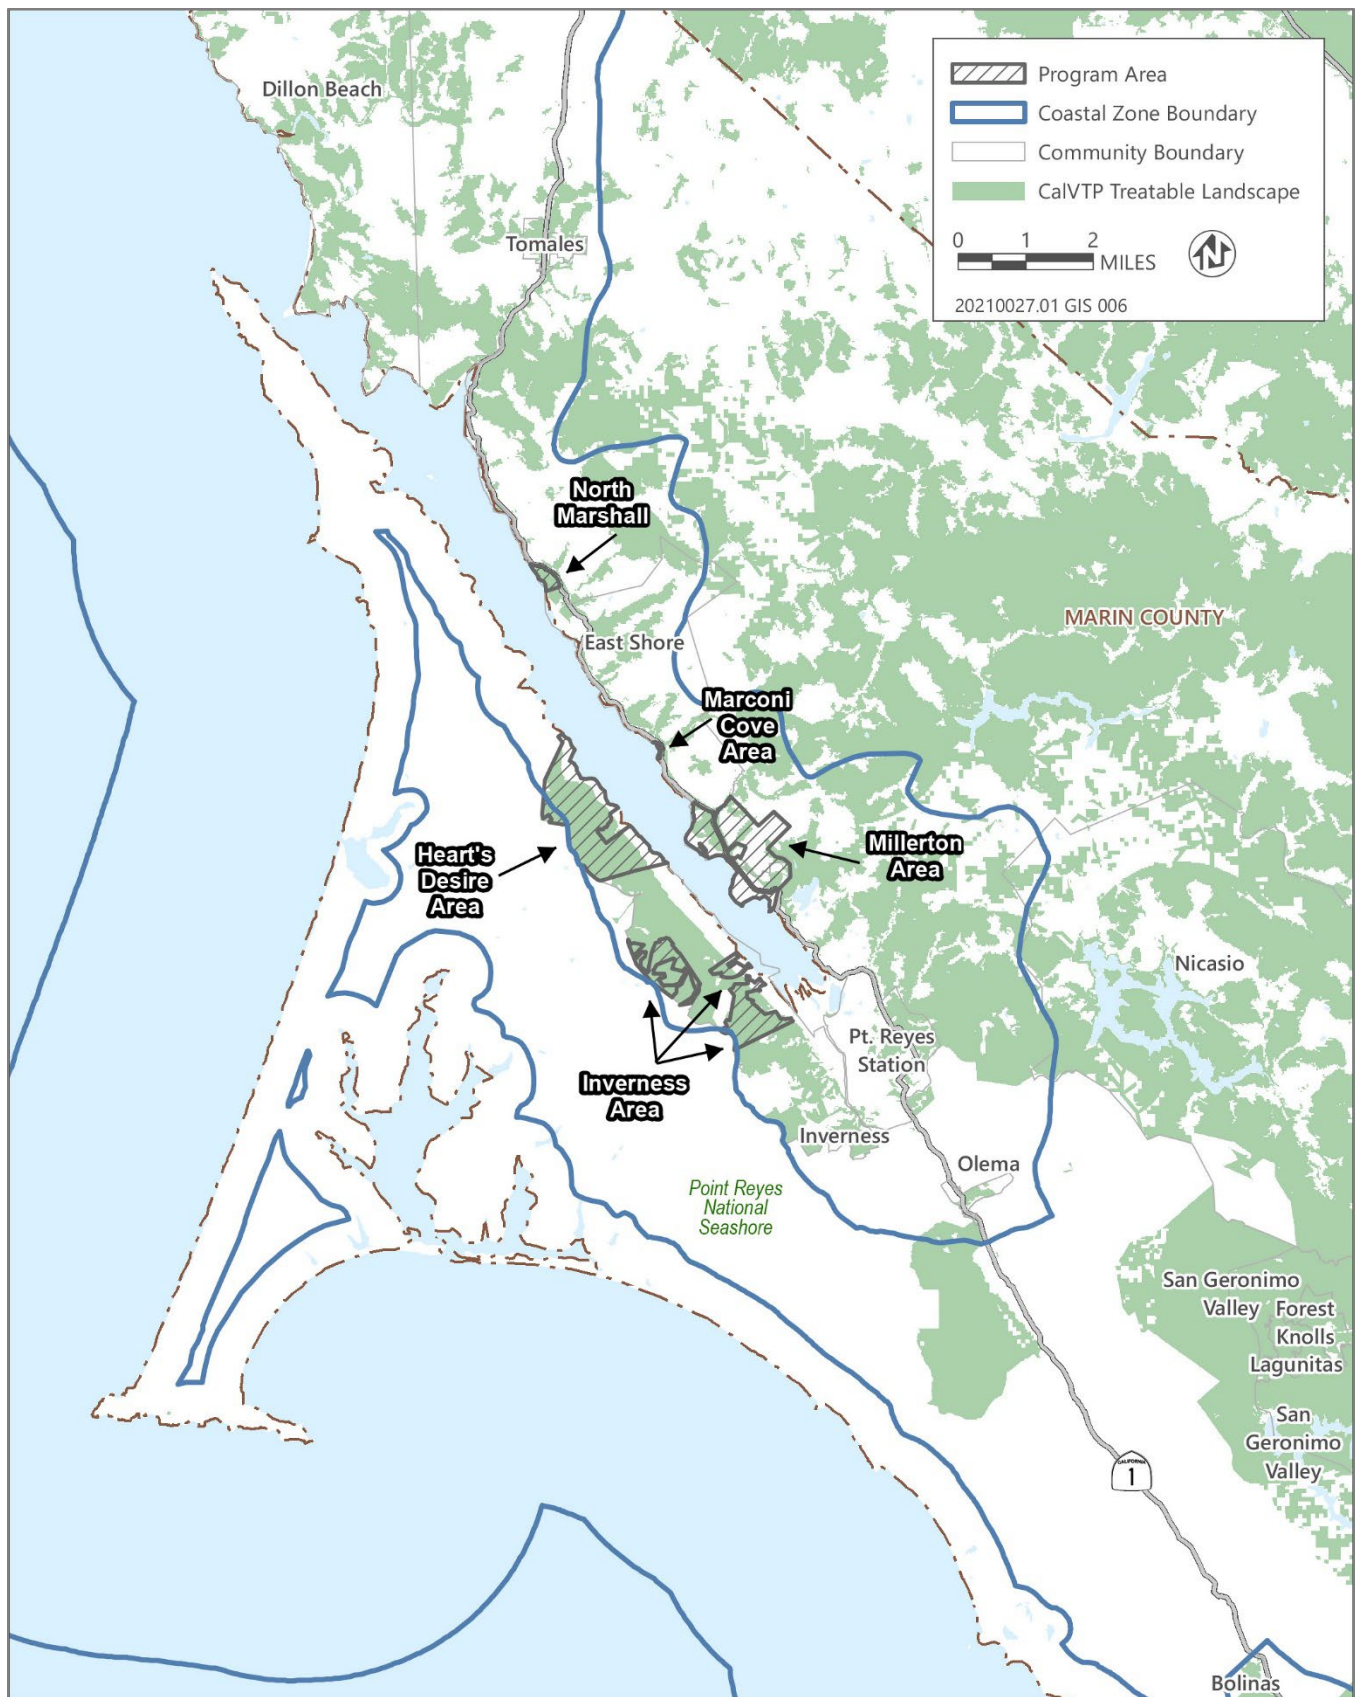 Program Area
Coastal Zone Boundary
Community Boundary
CalVTP Treatable Landscape
0 1 2
MILES
N
20210027.01 GIS 006
Dillon Beach
Tomales
North
Marshall
MARIN COUNTY
East Shore
Marconi
Cove
Area
Heart's
Desire
Area
Millerton
Area
Nicasio
Pt. Reyes
Station
Inverness
Area
Inverness
Olema
Point Reyes
National
Seashore
San Geronimo
Valley
Forest
Knolls
Lagunitas
San
Geronimo
Valley
CALIFORNIA
1
Bolinas